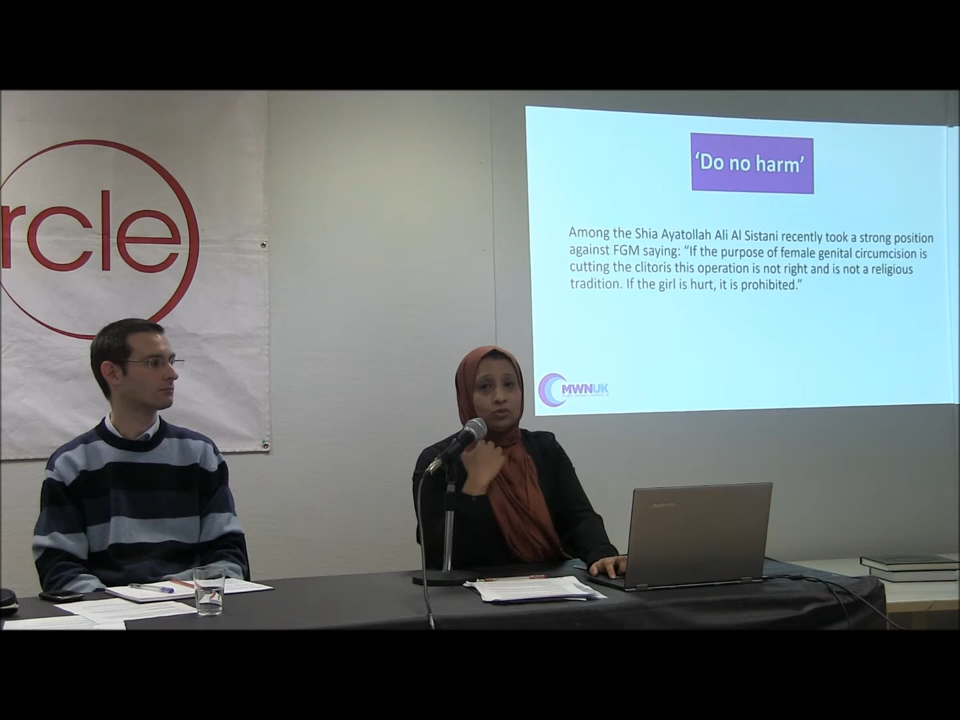 rcle
'Do no harm'
Among the Shia Ayatollah Ali Al Sistani recently took a strong position
against FGM saying: "If the purpose of female genital circumcision is
cutting the clitoris this operation is not right and is not a religious
tradition. If the girl is hurt, it is prohibited."
MWNUK